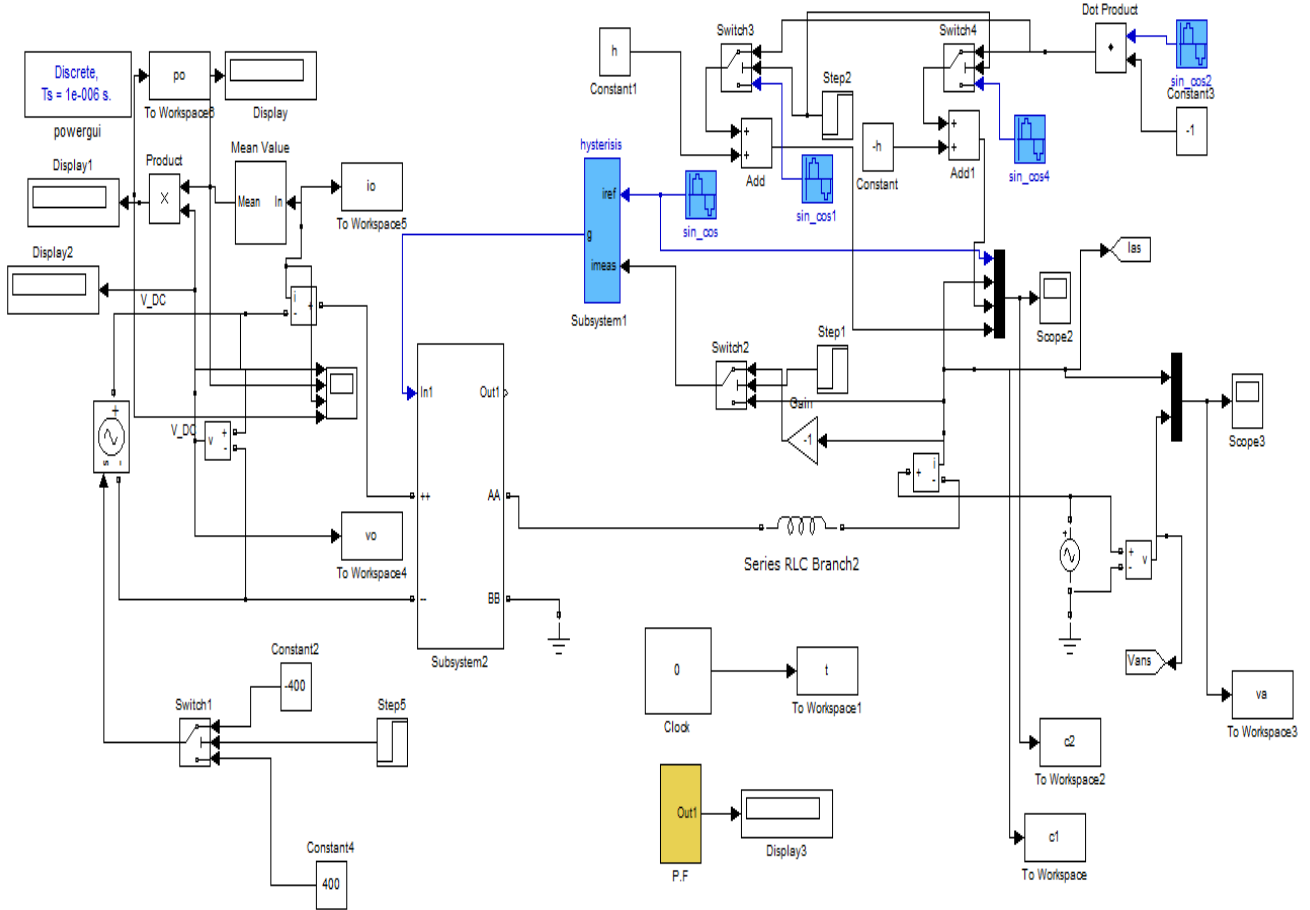 Discrete,
Ts = 1e-006 s.
powergui
po
To Workspace6
Display
Display1
Product
Mean Value
Mean
In
io
To Workspace5
Display2
V_DC
i
+
-
V_DC
v
+
-
+
s
-
vo
To Workspace4
Constant2
-400
Switch1
Step5
Constant4
400
In1
Out1
++
AA
--
BB
Subsystem2
h
Constant1
Switch3
Step2
+
+
Add
-h
Constant
Switch4
+
+
Add1
Dot Product
sin_cos2
Constant3
-1
sin_cos4
sin_cos1
hysterisis
iref
g
imeas
Subsystem1
sin_cos
Ias
Scope2
Switch2
Step1
Gain
-1
+
i
-
Series RLC Branch2
+
+
-
v
Scope3
Vans
va
To Workspace3
0
Clock
t
To Workspace1
c2
To Workspace2
Out1
P.F
Display3
c1
To Workspace